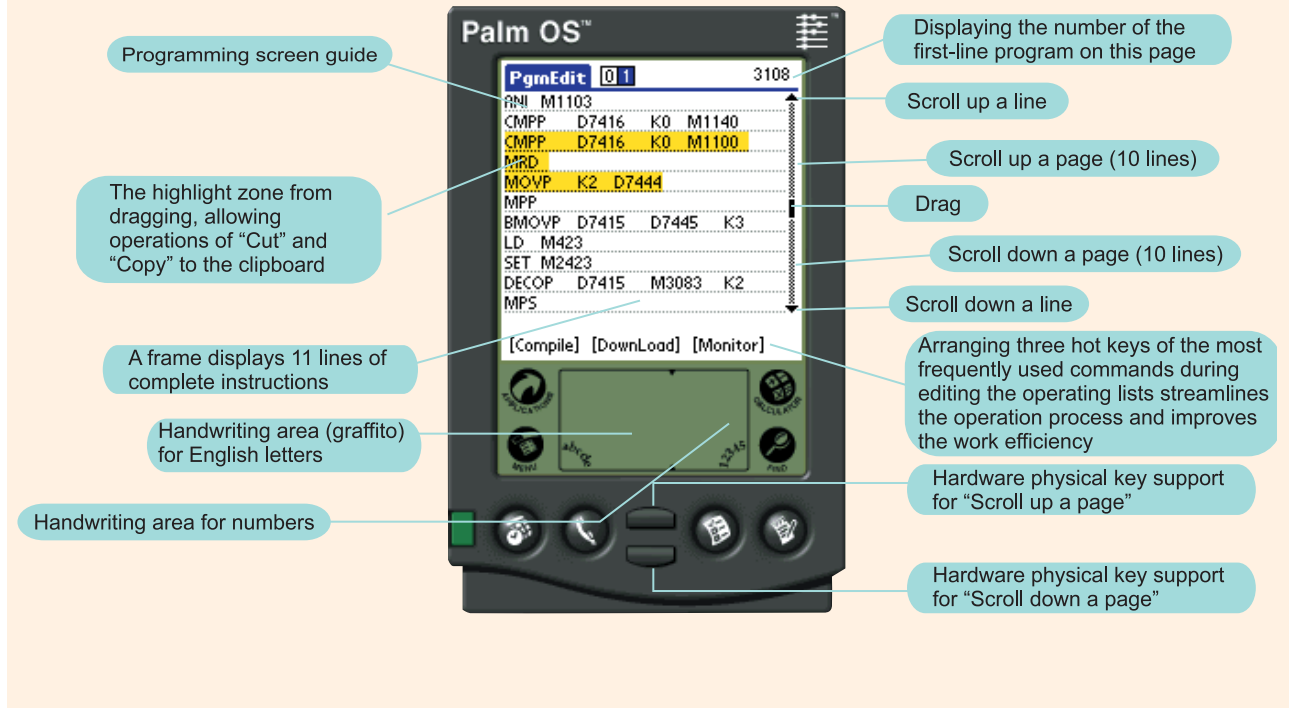 Palm OS™
™
PgmEdit 0 1 3108
ANI M1103
CMPP D7416 K0 M1140
CMPP D7416 K0 M1100
MRD
MOVP K2 D7444
MPP
BMOVP D7415 D7445 K3
LD M423
SET M2423
DECOP D7415 M3083 K2
MPS
[Compile] [DownLoad] [Monitor]
APPLICATIONS
CALCULATOR
MENU
abcde
12345
FIND
Programming screen guide
The highlight zone from
dragging, allowing
operations of “Cut” and
“Copy” to the clipboard
A frame displays 11 lines of
complete instructions
Handwriting area (graffito)
for English letters
Handwriting area for numbers
Displaying the number of the
first-line program on this page
Scroll up a line
Scroll up a page (10 lines)
Drag
Scroll down a page (10 lines)
Scroll down a line
Arranging three hot keys of the most
frequently used commands during
editing the operating lists streamlines
the operation process and improves
the work efficiency
Hardware physical key support
for “Scroll up a page”
Hardware physical key support
for “Scroll down a page”